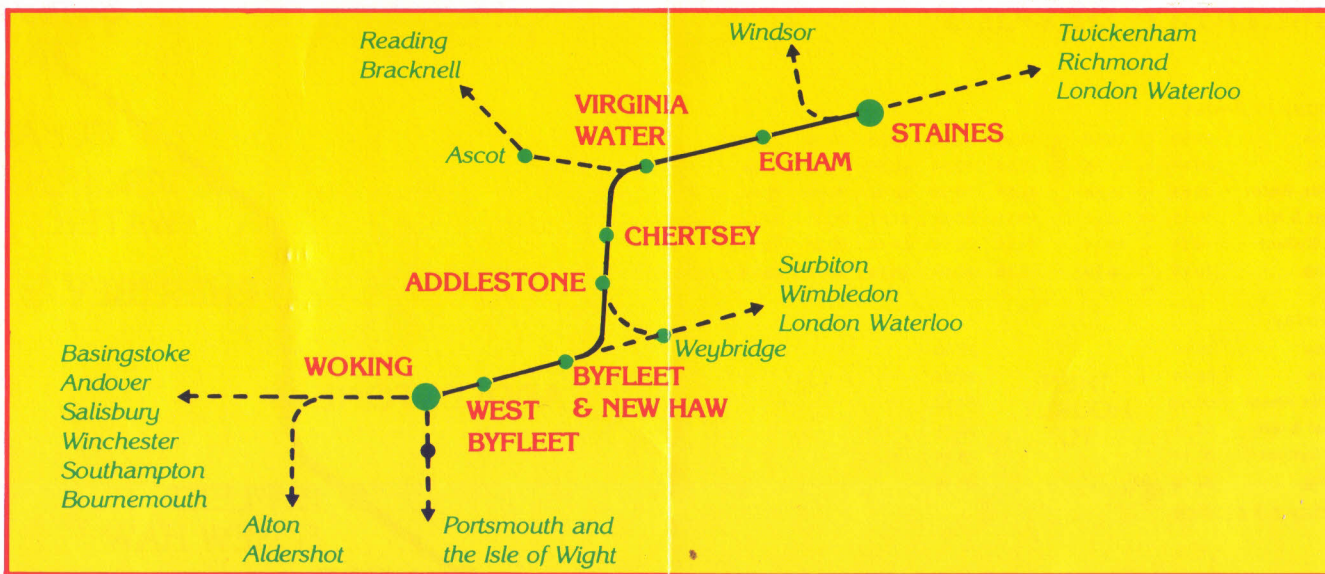 Reading
Bracknell
Windsor
Twickenham
Richmond
London Waterloo
VIRGINIA
WATER
STAINES
Ascot
EGHAM
CHERTSEY
ADDLESTONE
Surbiton
Wimbledon
London Waterloo
Weybridge
Basingstoke
Andover
Salisbury
Winchester
Southampton
Bournemouth
WOKING
BYFLEET
& NEW HAW
WEST
BYFLEET
Alton
Aldershot
Portsmouth and
the Isle of Wight